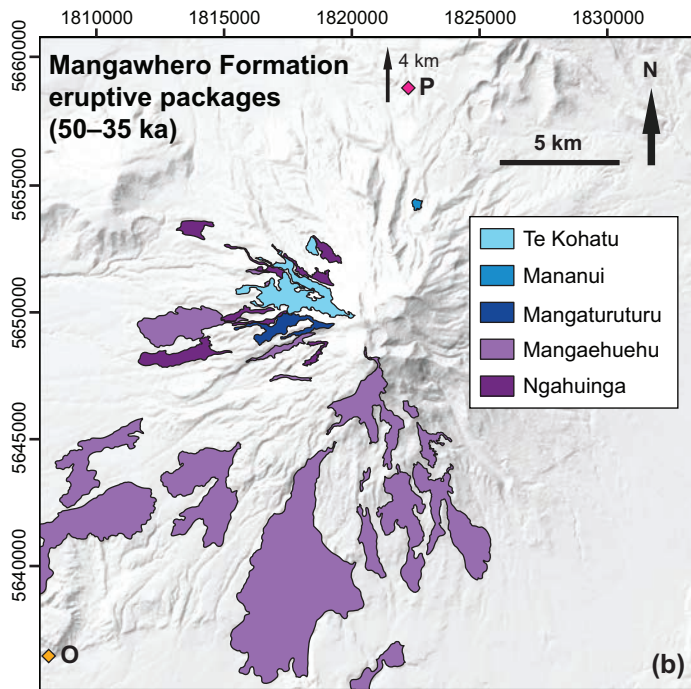 1810000 1815000 1820000 1825000 1830000
Mangawhero Formation
eruptive packages
(50–35 ka)
4 km
P
N
5 km
5660000
5655000
5650000
5645000
5640000
Te Kohatu
Mananui
Mangaturuturu
Mangaehuehu
Ngahuinga
O
(b)